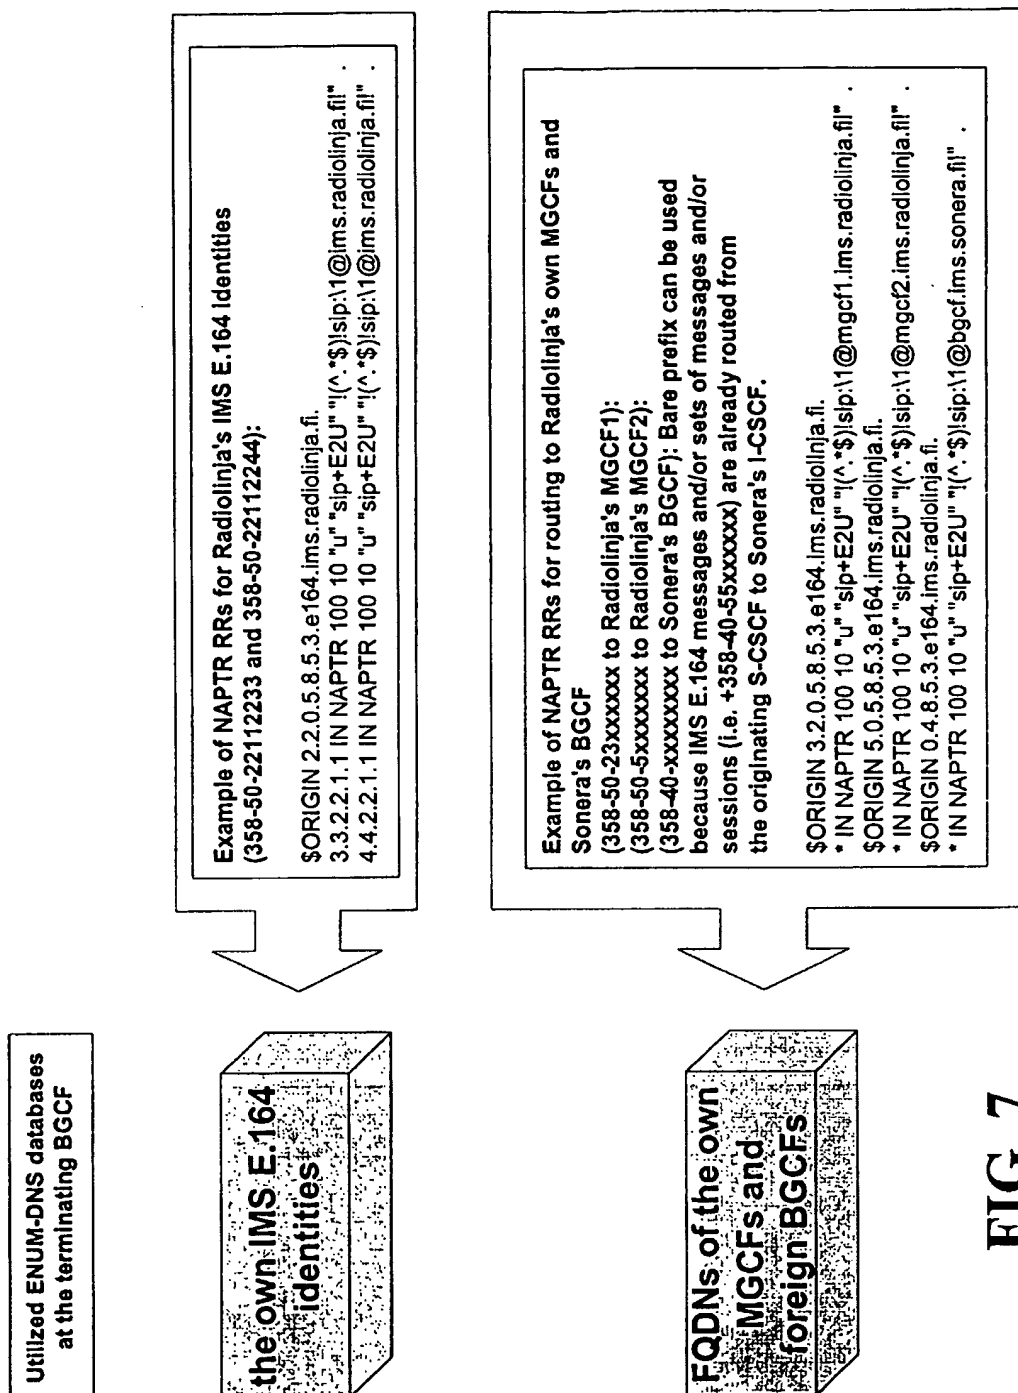 Utilized ENUM-DNS databases
at the terminating BGCF
the own IMS E.164
identities
Example of NAPTR RRs for Radiolinja's IMS E.164 identities
(358-50-22112233 and 358-50-22112244):
$ORIGIN 2.2.0.5.8.5.3.e164.ims.radiolinja.fi.
3.3.2.2.1.1 IN NAPTR 100 10 "u" "sip+E2U" "!(^.*$)!sip:\1@ims.radiolinja.fi!" .
4.4.2.2.1.1 IN NAPTR 100 10 "u" "sip+E2U" "!(^.*$)!sip:\1@ims.radiolinja.fi!" .
FQDNs of the own
MGCFs and
foreign BGCFs
Example of NAPTR RRs for routing to Radiolinja's own MGCFs and
Sonera's BGCF
(358-50-23xxxxxx to Radiolinja's MGCF1):
(358-50-5xxxxxxx to Radiolinja's MGCF2):
(358-40-xxxxxxxx to Sonera's BGCF): Bare prefix can be used
because IMS E.164 messages and/or sets of messages and/or
sessions (i.e. +358-40-55xxxxxx) are already routed from
the originating S-CSCF to Sonera's I-CSCF.
$ORIGIN 3.2.0.5.8.5.3.e164.ims.radiolinja.fi.
* IN NAPTR 100 10 "u" "sip+E2U" "!(^.*$)!sip:\1@mgcf1.ims.radiolinja.fi!" .
$ORIGIN 5.0.5.8.5.3.e164.ims.radiolinja.fi.
* IN NAPTR 100 10 "u" "sip+E2U" "!(^.*$)!sip:\1@mgcf2.ims.radiolinja.fi!" .
$ORIGIN 0.4.8.5.3.e164.ims.radiolinja.fi.
* IN NAPTR 100 10 "u" "sip+E2U" "!(^.*$)!sip:\1@bgcf.ims.sonera.fi!" .
FIG. 7